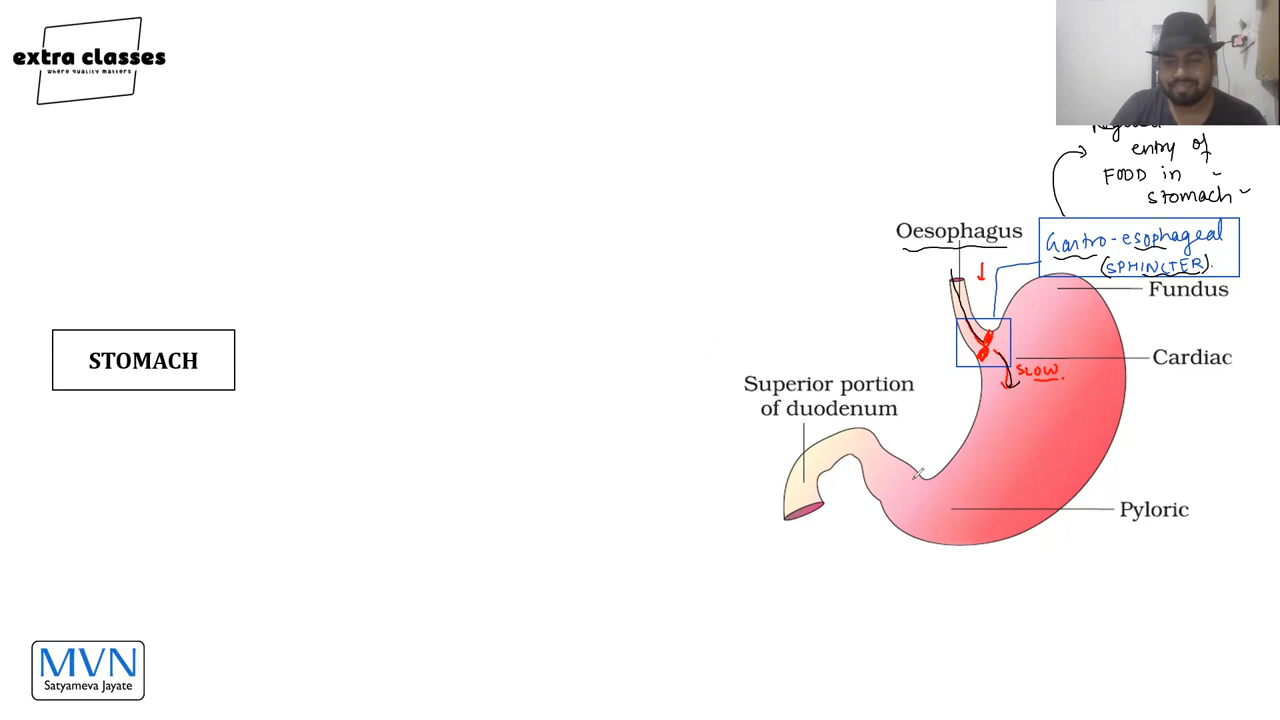 extra classes
where quality matters
entry of
FOOD in
stomach
Oesophagus
Gastro-esophageal
(SPHINCTER).
Fundus
Cardiac
SLOW.
STOMACH
Superior portion
of duodenum
Pyloric
MVN
Satyameva Jayate